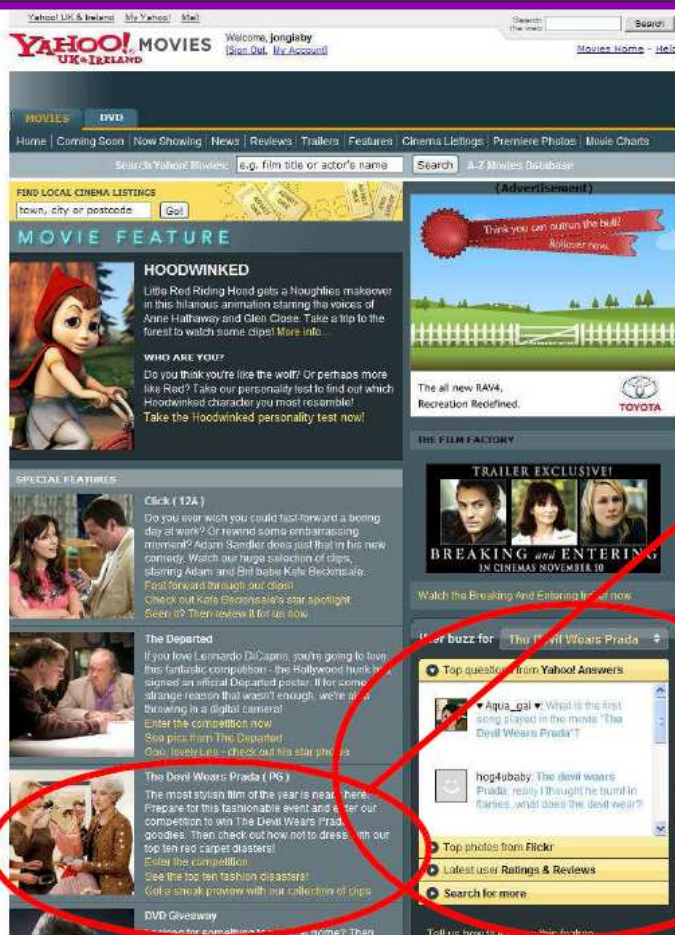 Yahoo! UK & Ireland My Yahoo! Mail
Search the web
Search
YAHOO! MOVIES
UK & IRELAND
Welcome, jongisby
[Sign Out, My Account]
Movies Home - Help
MOVIES DVD
Home | Coming Soon | Now Showing | News | Reviews | Trailers | Features | Cinema Listings | Premiere Photos | Movie Charts
Search Yahoo! Movies: e.g. film title or actor's name Search A-Z Movies Database
FIND LOCAL CINEMA LISTINGS
town, city or postcode Go!
MOVIE FEATURE
HOODWINKED
Little Red Riding Hood gets a Noughties makeover
in this hilarious animation starring the voices of
Anne Hathaway and Glen Close. Take a trip to the
forest to watch some clips! More info...
WHO ARE YOU?
Do you think you're like the wolf? Or perhaps more
like Red? Take our personality test to find out which
Hoodwinked character you most resemble!
Take the Hoodwinked personality test now!
SPECIAL FEATURES
Click ( 12A )
Do you ever wish you could fast-forward a boring
day at work? Or rewind some embarrassing
moment? Adam Sandler does just that in his new
comedy. Watch our huge selection of clips,
starring Adam and Brit babe Kate Beckinsale
Fast forward through our clips!
Check out Kate Beckinsale's star spotlight
Seen it? Then review it for us now
The Departed
If you love Leonardo DiCaprio, you're going to love
this fantastic competition - the Hollywood hunk has
signed an official Departed poster. If for some
strange reason that wasn't enough, we're also
throwing in a digital camera!
Enter the competition now
See pics from The Departed
Ooo, lovely Leo - check out his star photos
The Devil Wears Prada ( PG )
The most stylish film of the year is nearly here!
Prepare for this fashionable event and enter our
competition to win The Devil Wears Prada
goodies. Then check out how not to dress with our
top ten red carpet diasters!
Enter the competition
See the top ten fashion disasters!
Get a sneak preview with our collection of clips
DVD Giveaway
Looking for something to at home? Then
(Advertisement)
Think you can outrun the bull?
Rollover now.
The all new RAV4.
Recreation Redefined.
TOYOTA
THE FILM FACTORY
TRAILER EXCLUSIVE!
BREAKING and ENTERING
IN CINEMAS NOVEMBER 10
Watch the Breaking And Entering trailer now
User buzz for The Devil Wears Prada
Top questions from Yahoo! Answers
♥ Aqua_gal ♥: What is the first
song played in the movie "The
Devil Wears Prada"?
hog4ubaby: The devil wears
Prada. really I thought he burnt in
flames..what does the devil wear?
Top photos from Flickr
Latest user Ratings & Reviews
Search for more
Tell us how to this feature